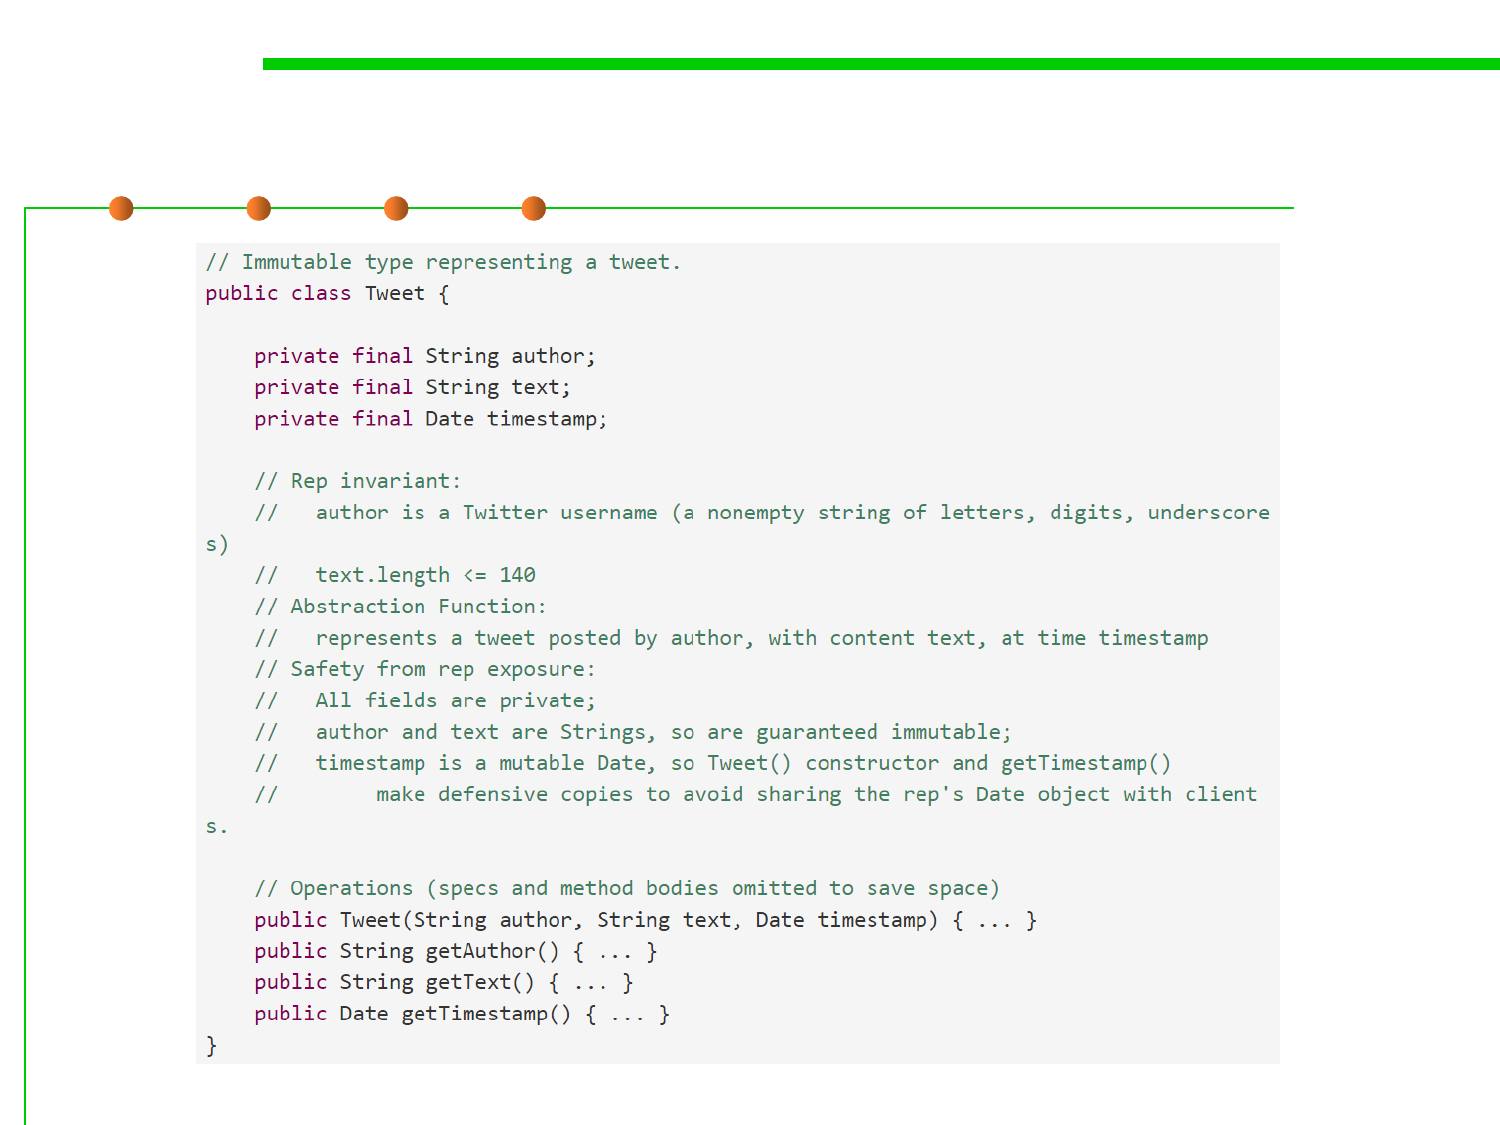 // Immutable type representing a tweet.
public class Tweet {
    private final String author;
    private final String text;
    private final Date timestamp;
    // Rep invariant:
    //   author is a Twitter username (a nonempty string of letters, digits, underscore
s)
    //   text.length <= 140
    // Abstraction Function:
    //   represents a tweet posted by author, with content text, at time timestamp
    // Safety from rep exposure:
    //   All fields are private;
    //   author and text are Strings, so are guaranteed immutable;
    //   timestamp is a mutable Date, so Tweet() constructor and getTimestamp()
    //        make defensive copies to avoid sharing the rep's Date object with client
s.
    // Operations (specs and method bodies omitted to save space)
    public Tweet(String author, String text, Date timestamp) { ... }
    public String getAuthor() { ... }
    public String getText() { ... }
    public Date getTimestamp() { ... }
}